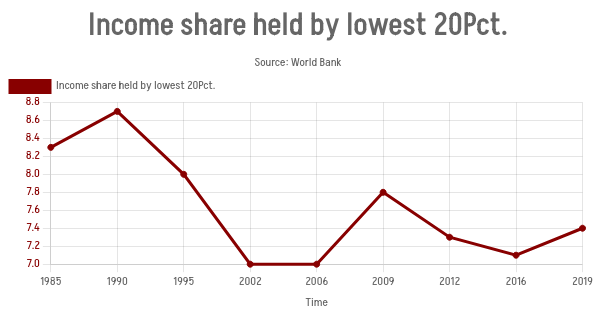 Income share held by lowest 20Pct.
Source: World Bank
Income share held by lowest 20Pct.
8.8
8.6
8.4
8.2
8.0
7.8
7.6
7.4
7.2
7.0
1985 1990 1995 2002 2006 2009 2012 2016 2019
Time